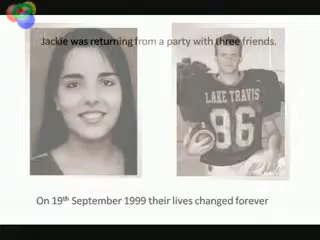 Jackie was returning from a party with three friends.
LAKE TRAVIS
86
On 19th September 1999 their lives changed forever